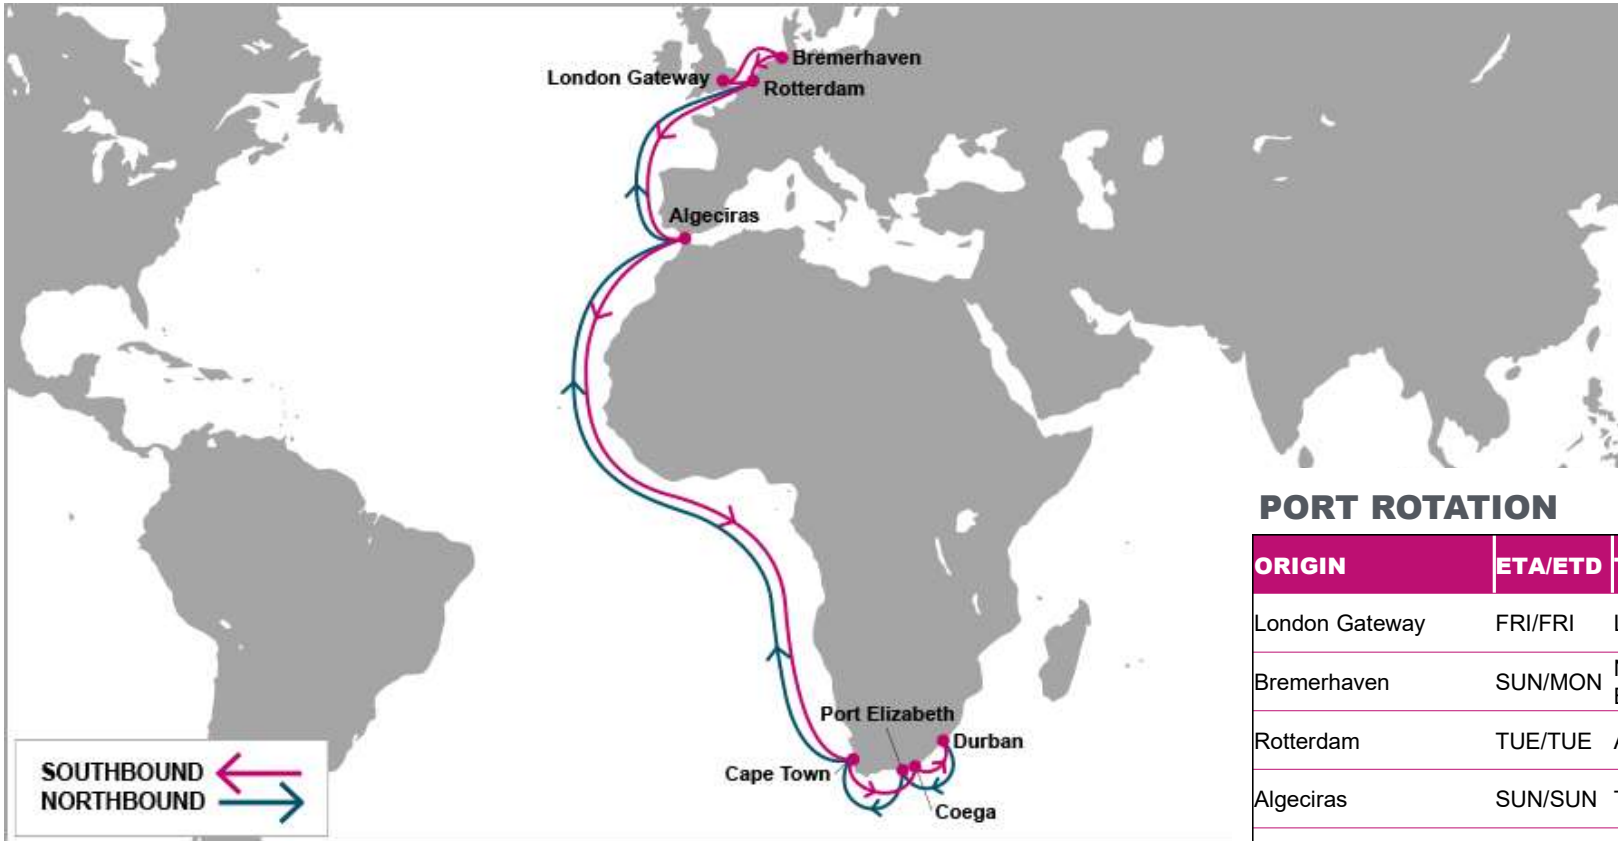 Bremerhaven
London Gateway
Rotterdam
Algeciras
Port Elizabeth
Durban
Cape Town
Coega
SOUTHBOUND
NORTHBOUND
PORT ROTATION
ORIGIN ETA/ETD
London Gateway FRI/FRI
Bremerhaven SUN/MON
Rotterdam TUE/TUE
Algeciras SUN/SUN